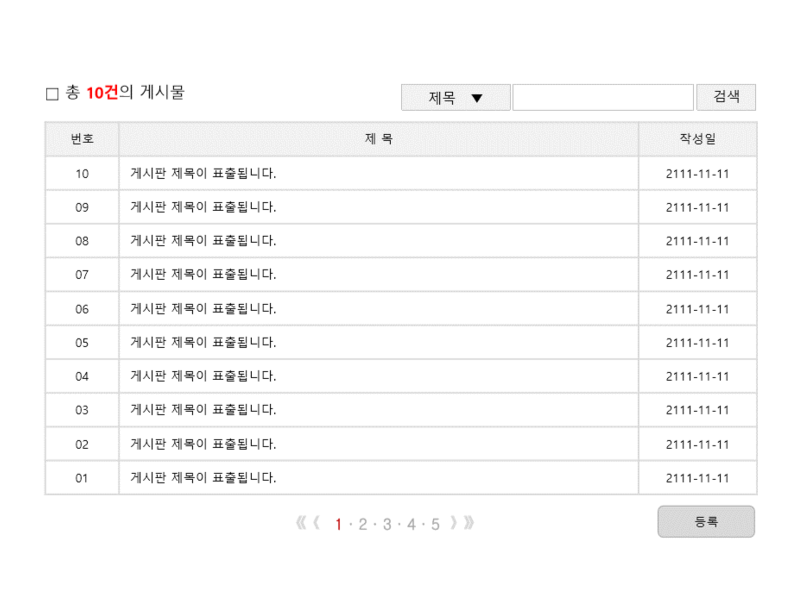 □ 총 10건의 게시물
제목 ▼ 검색
번호 제 목 작성일
10 게시판 제목이 표출됩니다. 2111-11-11
09 게시판 제목이 표출됩니다. 2111-11-11
08 게시판 제목이 표출됩니다. 2111-11-11
07 게시판 제목이 표출됩니다. 2111-11-11
06 게시판 제목이 표출됩니다. 2111-11-11
05 게시판 제목이 표출됩니다. 2111-11-11
04 게시판 제목이 표출됩니다. 2111-11-11
03 게시판 제목이 표출됩니다. 2111-11-11
02 게시판 제목이 표출됩니다. 2111-11-11
01 게시판 제목이 표출됩니다. 2111-11-11
《 〈 1 · 2 · 3 · 4 · 5 〉 》
등록